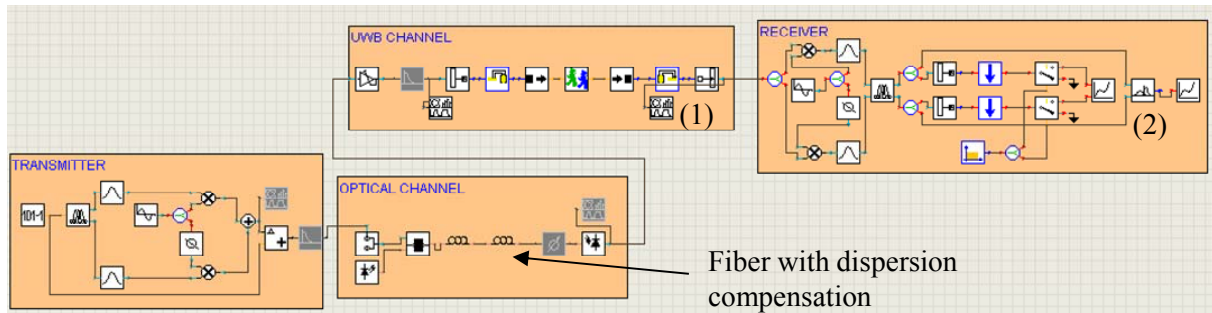 UWB CHANNEL
(1)
RECEIVER
(2)
TRANSMITTER
101-1
OPTICAL CHANNEL
Fiber with dispersion
compensation